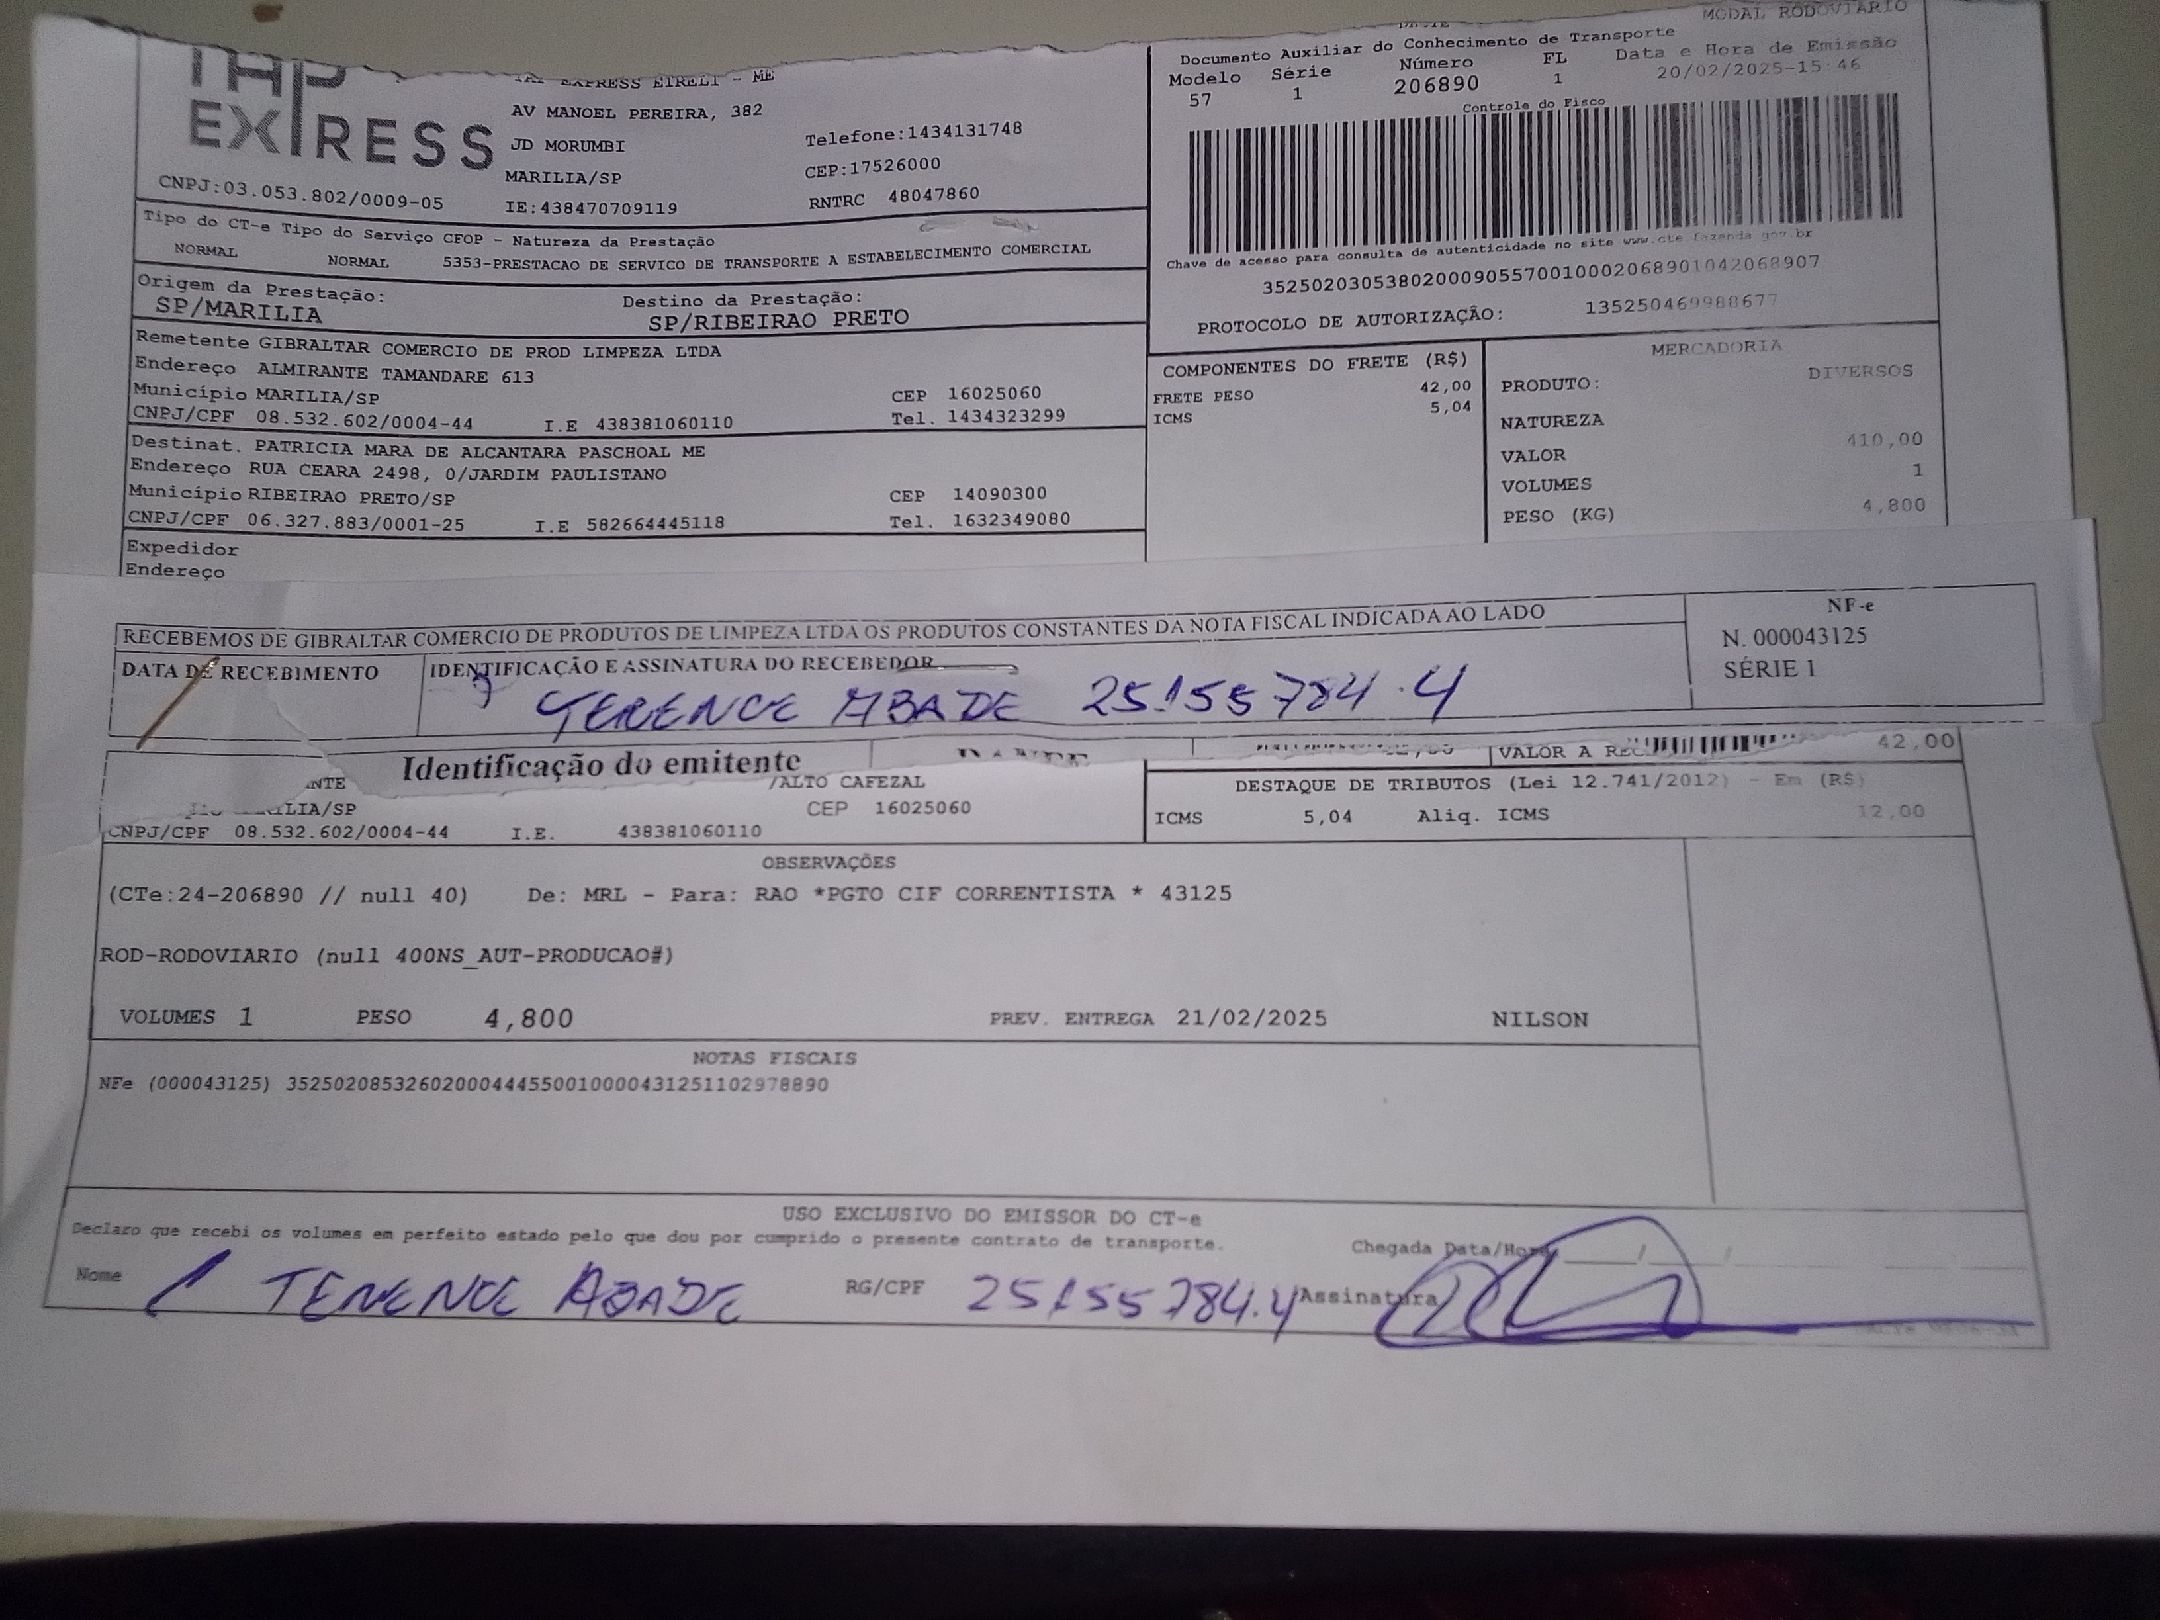 TAP
EXPRESS
EXPRESS EIRELI - ME
AV MANOEL PEREIRA, 382
JD MORUMBI
MARILIA/SP
CNPJ:03.053.802/0009-05 IE:438470709119
Telefone:1434131748
CEP:17526000
RNTRC 48047860
MODAL RODOVIARIO
Documento Auxiliar do Conhecimento de Transporte
Modelo Série Número FL Data e Hora de Emissão
57 1 206890 1 20/02/2025-15:46
Controle do Fisco
Chave de acesso para consulta de autenticidade no site www.cte.fazenda.gov.br
35250203053802000905570010002068901042068907
PROTOCOLO DE AUTORIZAÇÃO: 135250469988677
Tipo do CT-e Tipo do Serviço CFOP - Natureza da Prestação
NORMAL NORMAL 5353-PRESTACAO DE SERVICO DE TRANSPORTE A ESTABELECIMENTO COMERCIAL
Origem da Prestação: Destino da Prestação:
SP/MARILIA SP/RIBEIRAO PRETO
Remetente GIBRALTAR COMERCIO DE PROD LIMPEZA LTDA
Endereço ALMIRANTE TAMANDARE 613
Município MARILIA/SP CEP 16025060
CNPJ/CPF 08.532.602/0004-44 I.E 438381060110 Tel. 1434323299
Destinat. PATRICIA MARA DE ALCANTARA PASCHOAL ME
Endereço RUA CEARA 2498, 0/JARDIM PAULISTANO
Município RIBEIRAO PRETO/SP CEP 14090300
CNPJ/CPF 06.327.883/0001-25 I.E 582664445118 Tel. 1632349080
Expedidor
Endereço
COMPONENTES DO FRETE (R$)
FRETE PESO 42,00
ICMS 5,04
MERCADORIA
PRODUTO: DIVERSOS
NATUREZA
VALOR 410,00
VOLUMES 1
PESO (KG) 4,800
RECEBEMOS DE GIBRALTAR COMERCIO DE PRODUTOS DE LIMPEZA LTDA OS PRODUTOS CONSTANTES DA NOTA FISCAL INDICADA AO LADO
DATA DE RECEBIMENTO IDENTIFICAÇÃO E ASSINATURA DO RECEBEDOR
TERENCE ABADE 25.155784.4
NF-e
N. 000043125
SÉRIE 1
Identificação do emitente
VALOR A REC 42,00
/ALTO CAFEZAL
CEP 16025060
CNPJ/CPF 08.532.602/0004-44 I.E. 438381060110
DESTAQUE DE TRIBUTOS (Lei 12.741/2012) - Em (R$)
ICMS 5,04 Aliq. ICMS 12,00
OBSERVAÇÕES
(CTe:24-206890 // null 40) De: MRL - Para: RAO *PGTO CIF CORRENTISTA * 43125
ROD-RODOVIARIO (null 400NS_AUT-PRODUCAO#)
VOLUMES 1 PESO 4,800 PREV. ENTREGA 21/02/2025 NILSON
NOTAS FISCAIS
NFe (000043125) 35250208532602000444550010000431251102978890
USO EXCLUSIVO DO EMISSOR DO CT-e
Declaro que recebi os volumes em perfeito estado pelo que dou por cumprido o presente contrato de transporte.
Chegada Data/Hora / /
Nome TERENCE ABADE RG/CPF 25155784.4 Assinatura